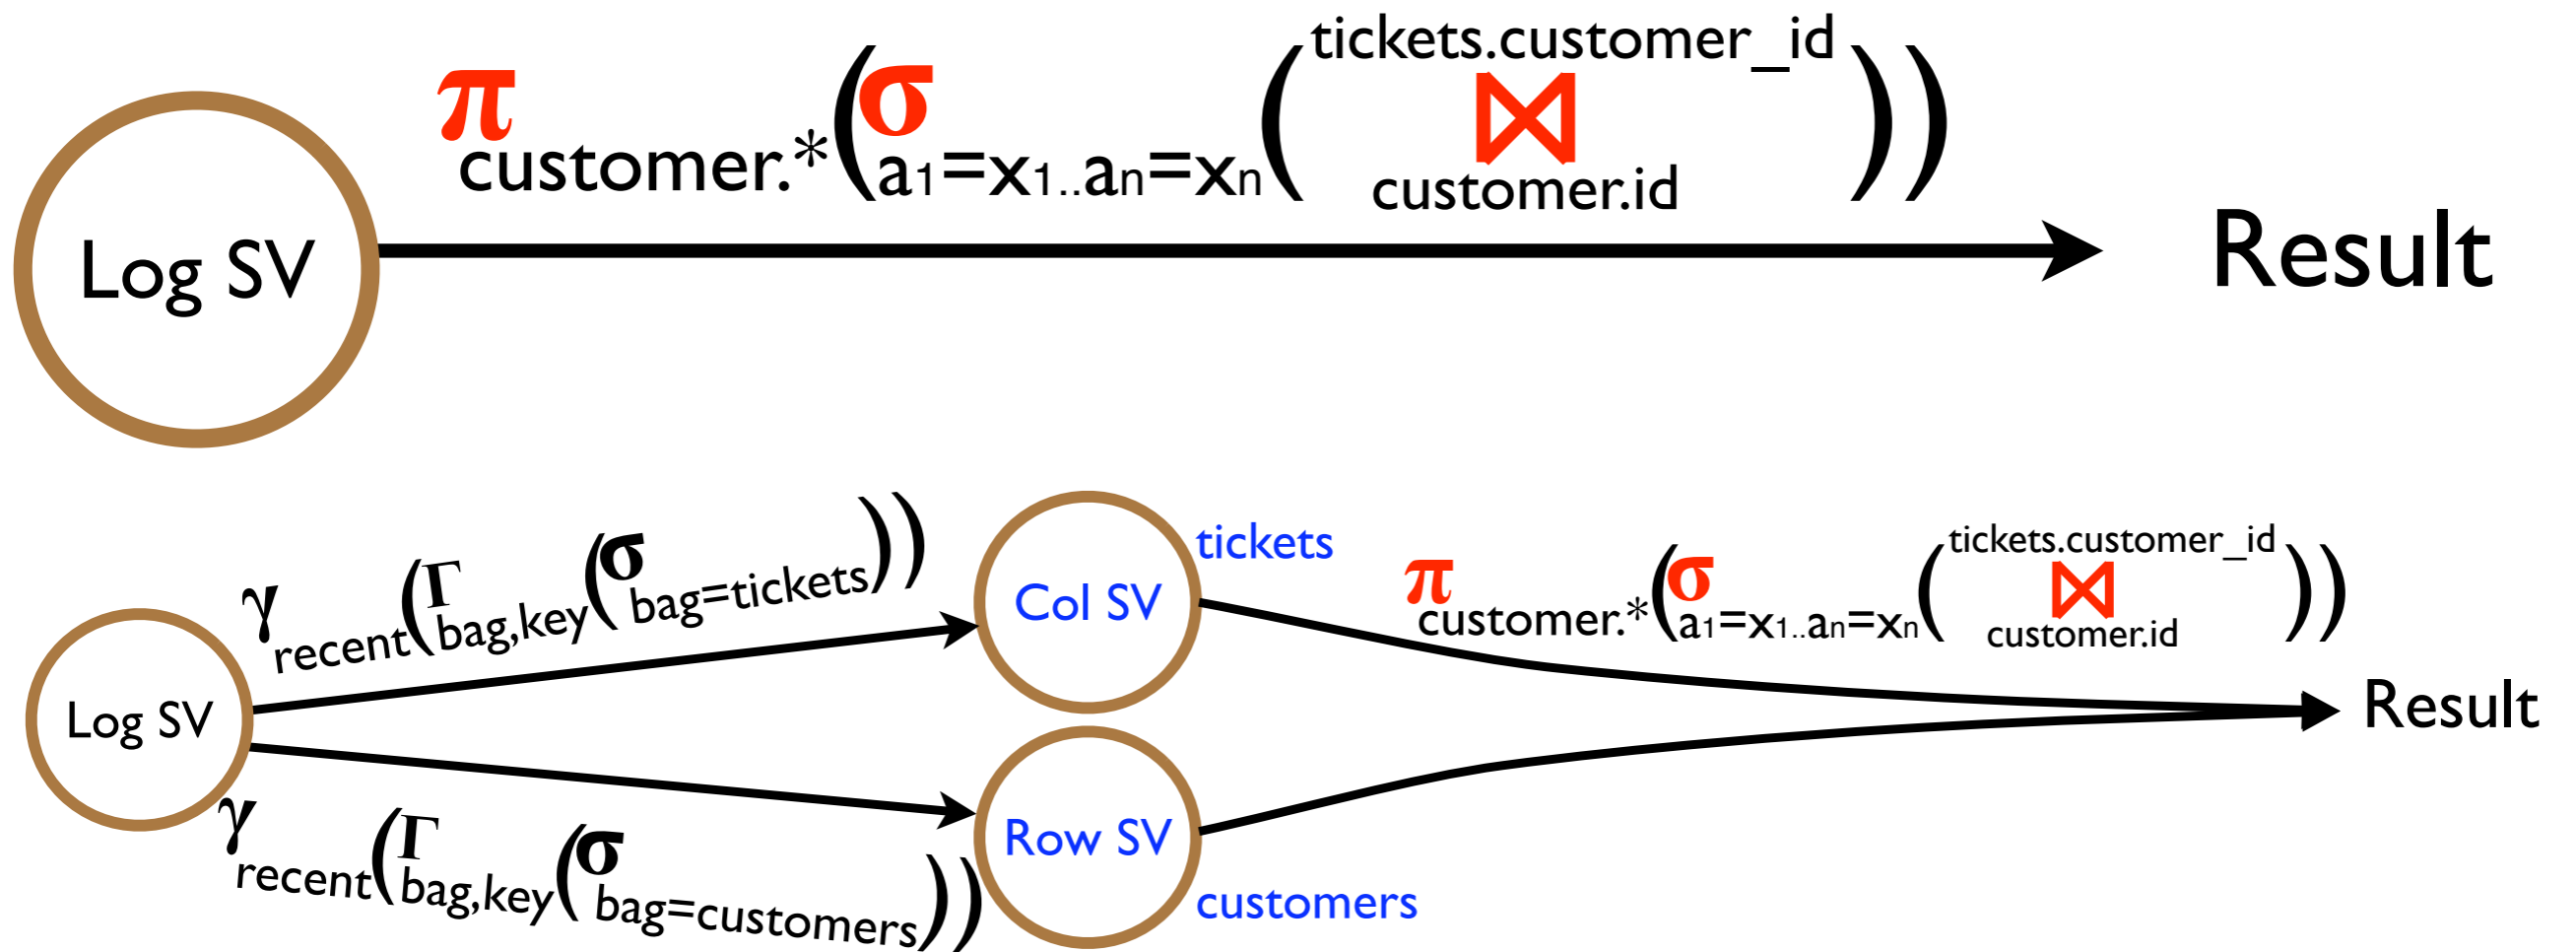 tickets.customer_id
π customer.*(σ a1=x1..an=xn(⋈))
customer.id
Log SV
Result
γ recent(Γ bag,key(σ bag=tickets))
Col SV
tickets
tickets.customer_id
π customer.*(σ a1=x1..an=xn(⋈))
customer.id
Log SV
Result
γ recent(Γ bag,key(σ bag=customers))
Row SV
customers